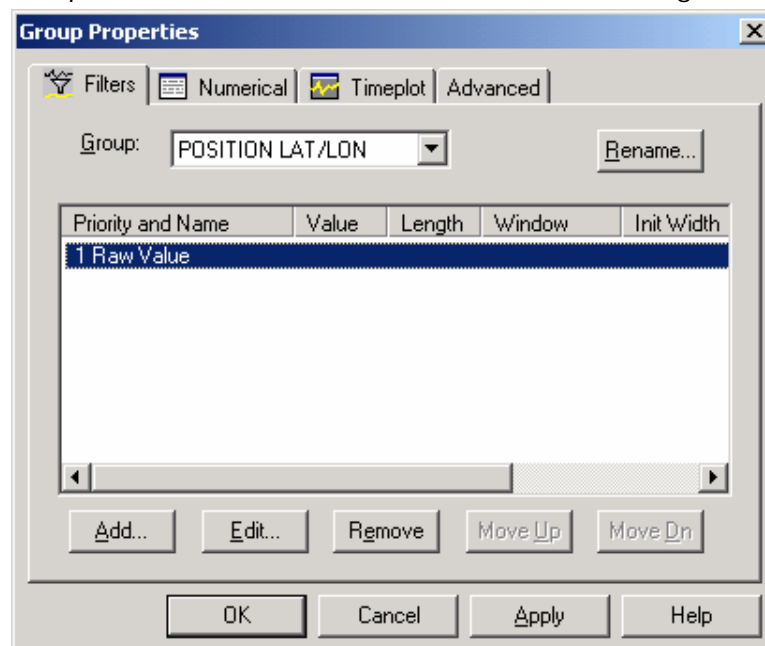 Group Properties
Filters Numerical Timeplot Advanced
Group: POSITION LAT/LON Rename...
Priority and Name Value Length Window Init Width
1 Raw Value
Add... Edit... Remove Move Up Move Dn
OK Cancel Apply Help